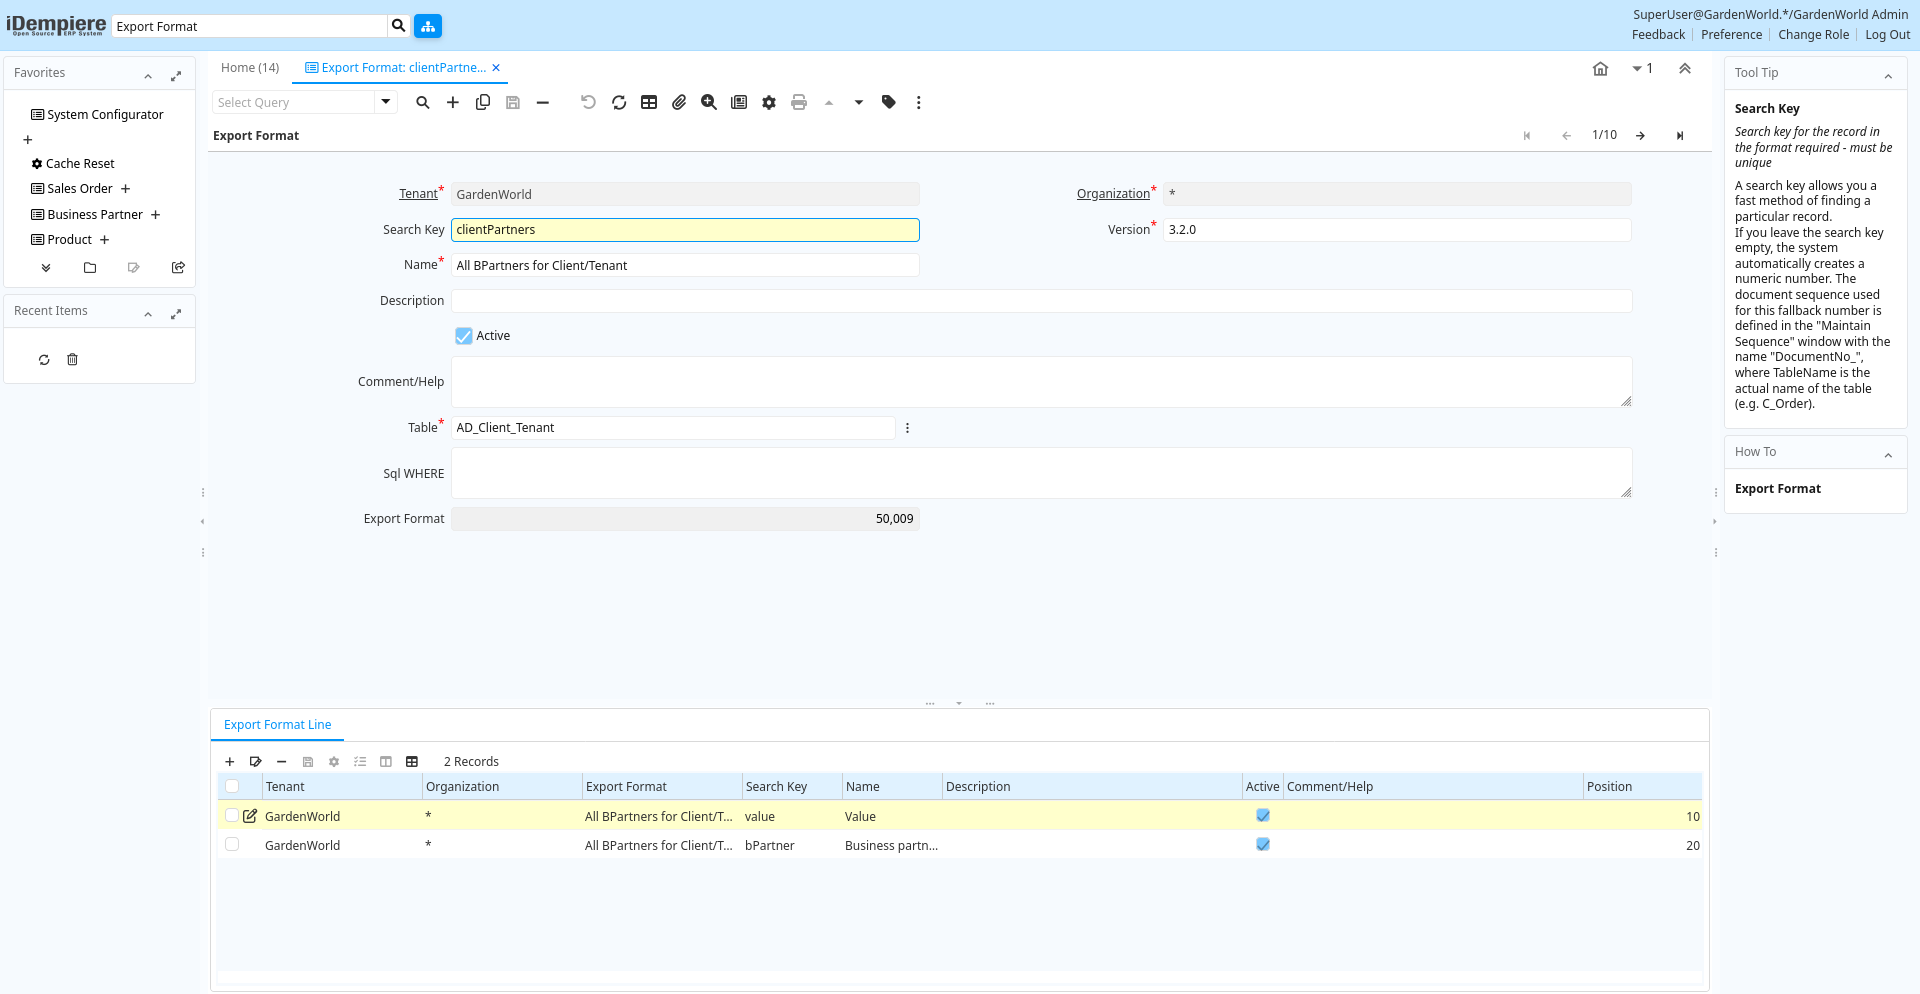 iDempiere
Open Source ERP System
Export Format
SuperUser@GardenWorld.*/GardenWorld Admin
Feedback
Preference
Change Role
Log Out
Favorites
System Configurator
Cache Reset
Sales Order
Business Partner
Product
Recent Items
Home (14)
Export Format: clientPartne...
1
Select Query
Export Format
1/10
Tenant*
GardenWorld
Organization*
*
Search Key
clientPartners
Version*
3.2.0
Name*
All BPartners for Client/Tenant
Description
Active
Comment/Help
Table*
AD_Client_Tenant
Sql WHERE
Export Format
50,009
Export Format Line
2 Records
Tenant Organization Export Format Search Key Name Description Active Comment/Help Position
GardenWorld * All BPartners for Client/T... value Value 10
GardenWorld * All BPartners for Client/T... bPartner Business partn... 20
Tool Tip
Search Key
Search key for the record in
the format required - must be
unique
A search key allows you a
fast method of finding a
particular record.
If you leave the search key
empty, the system
automatically creates a
numeric number. The
document sequence used
for this fallback number is
defined in the "Maintain
Sequence" window with the
name "DocumentNo_",
where TableName is the
actual name of the table
(e.g. C_Order).
How To
Export Format